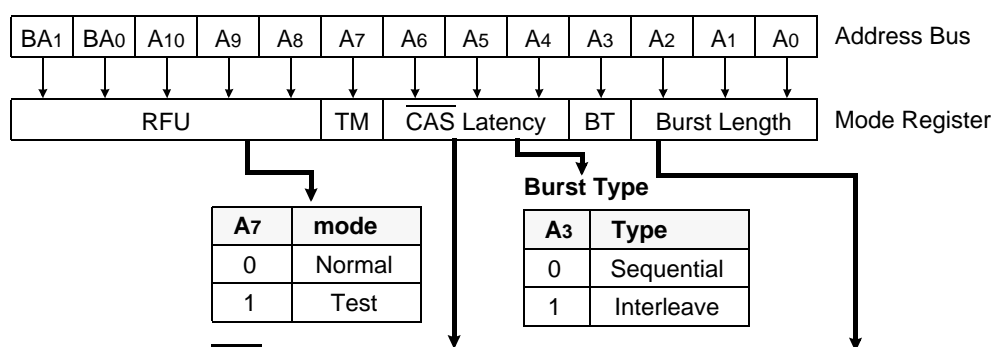 BA1 BA0 A10 A9 A8 A7 A6 A5 A4 A3 A2 A1 A0 Address Bus
RFU TM CAS Latency BT Burst Length Mode Register
Burst Type
A7 mode
0 Normal
1 Test
A3 Type
0 Sequential
1 Interleave